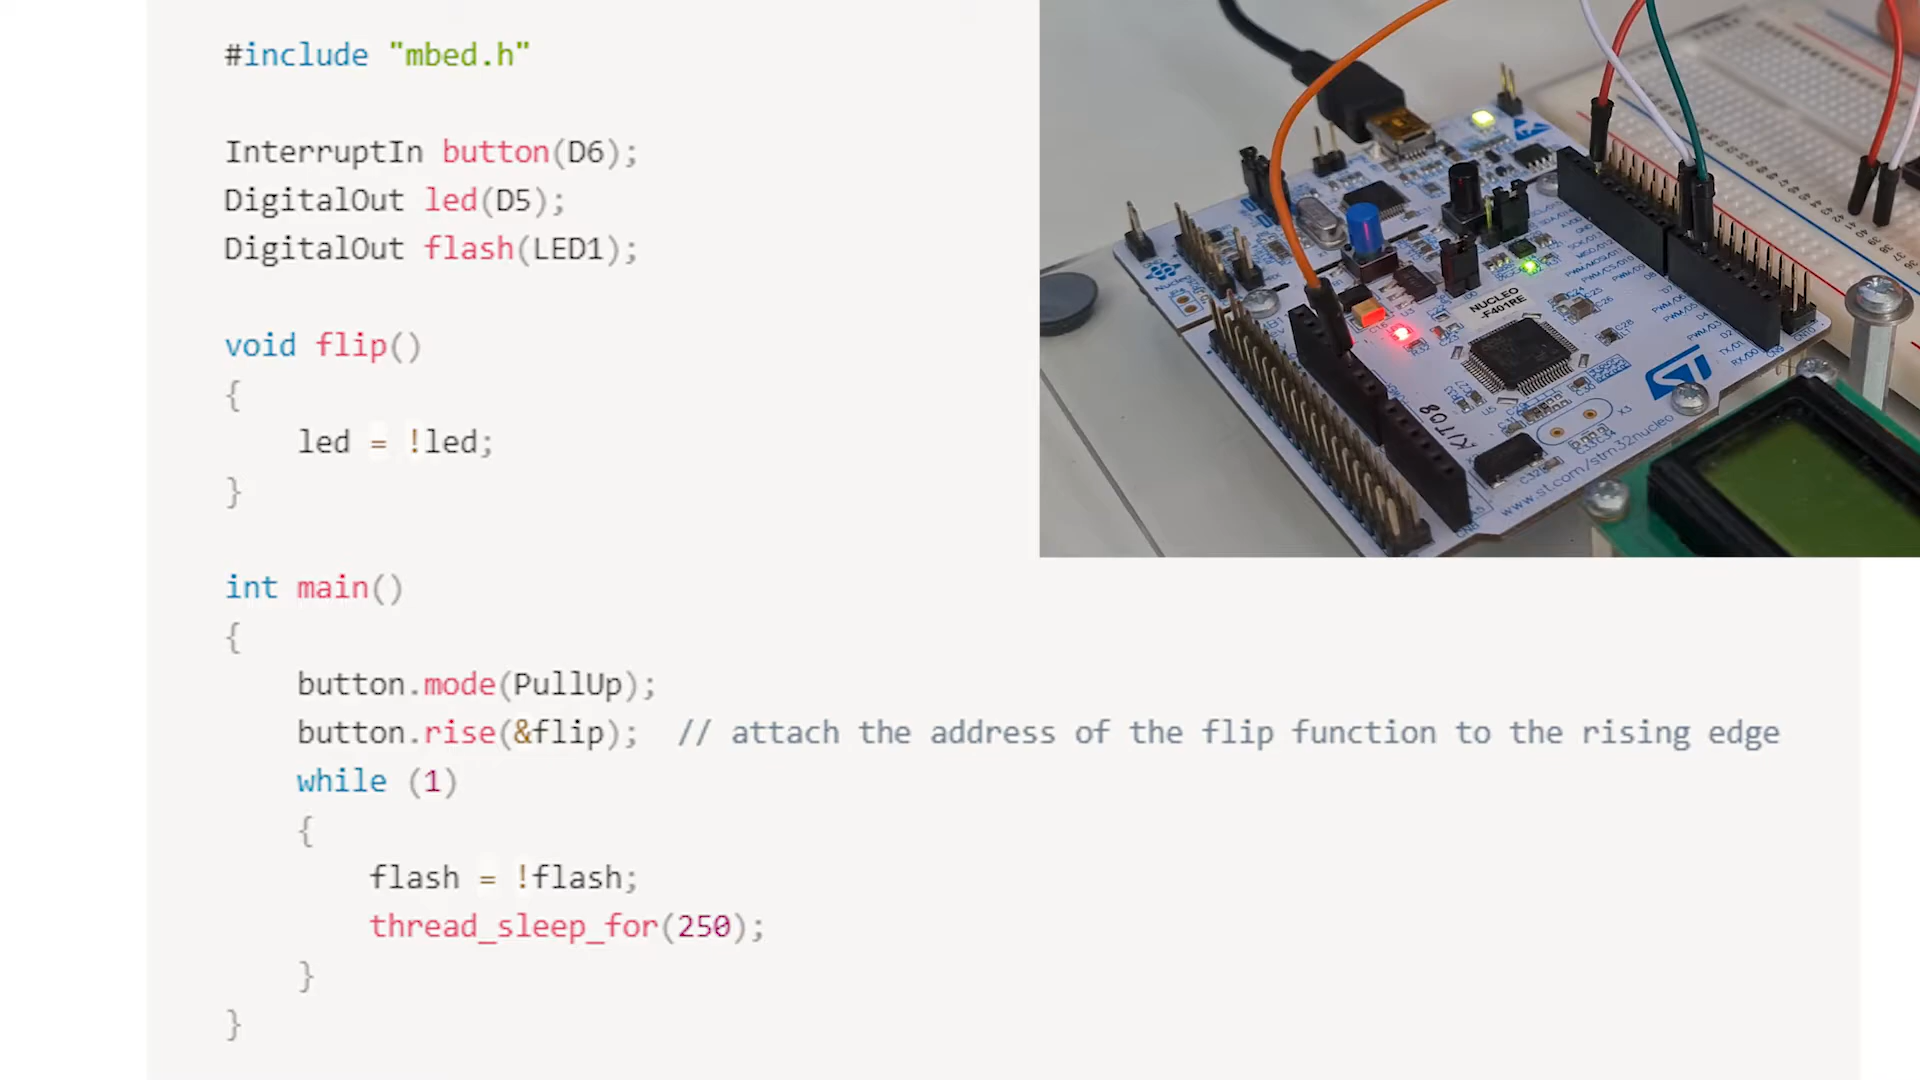 #include "mbed.h"
InterruptIn button(D6);
DigitalOut led(D5);
DigitalOut flash(LED1);
void flip()
{
    led = !led;
}
int main()
{
    button.mode(PullUp);
    button.rise(&flip);  // attach the address of the flip function to the rising edge
    while (1)
    {
        flash = !flash;
        thread_sleep_for(250);
    }
}
NUCLEO
-F401RE
ST
KIT08
www.st.com/stm32nucleo